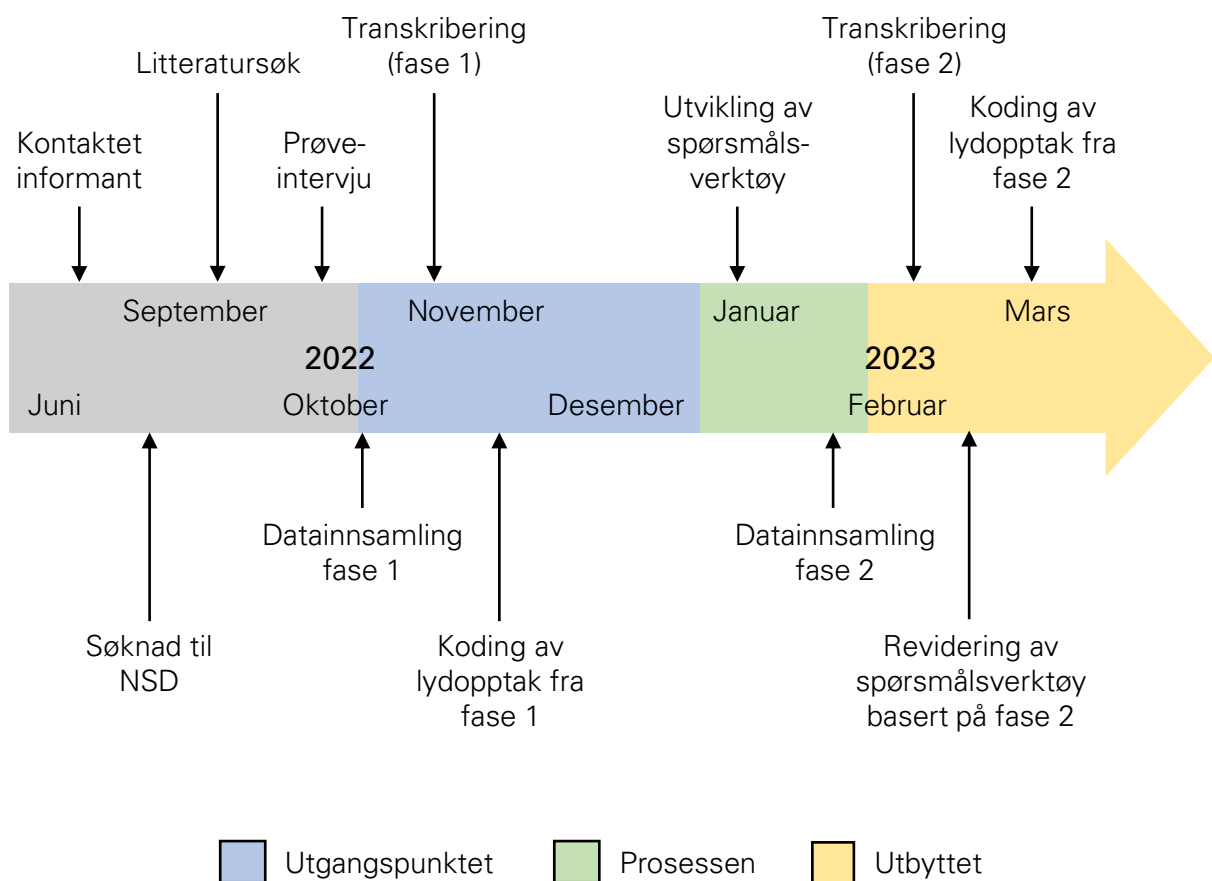 Transkribering
(fase 1)
Transkribering
(fase 2)
Litteratursøk
Utvikling av
spørsmåls-
verktøy
Koding av
lydopptak fra
fase 2
Kontaktet
informant
Prøve-
intervju
September
November
Januar
Mars
2022
2023
Juni
Oktober
Desember
Februar
Datainnsamling
fase 1
Datainnsamling
fase 2
Søknad til
NSD
Koding av
lydopptak fra
fase 1
Revidering av
spørsmålsverktøy
basert på fase 2
Utgangspunktet
Prosessen
Utbyttet